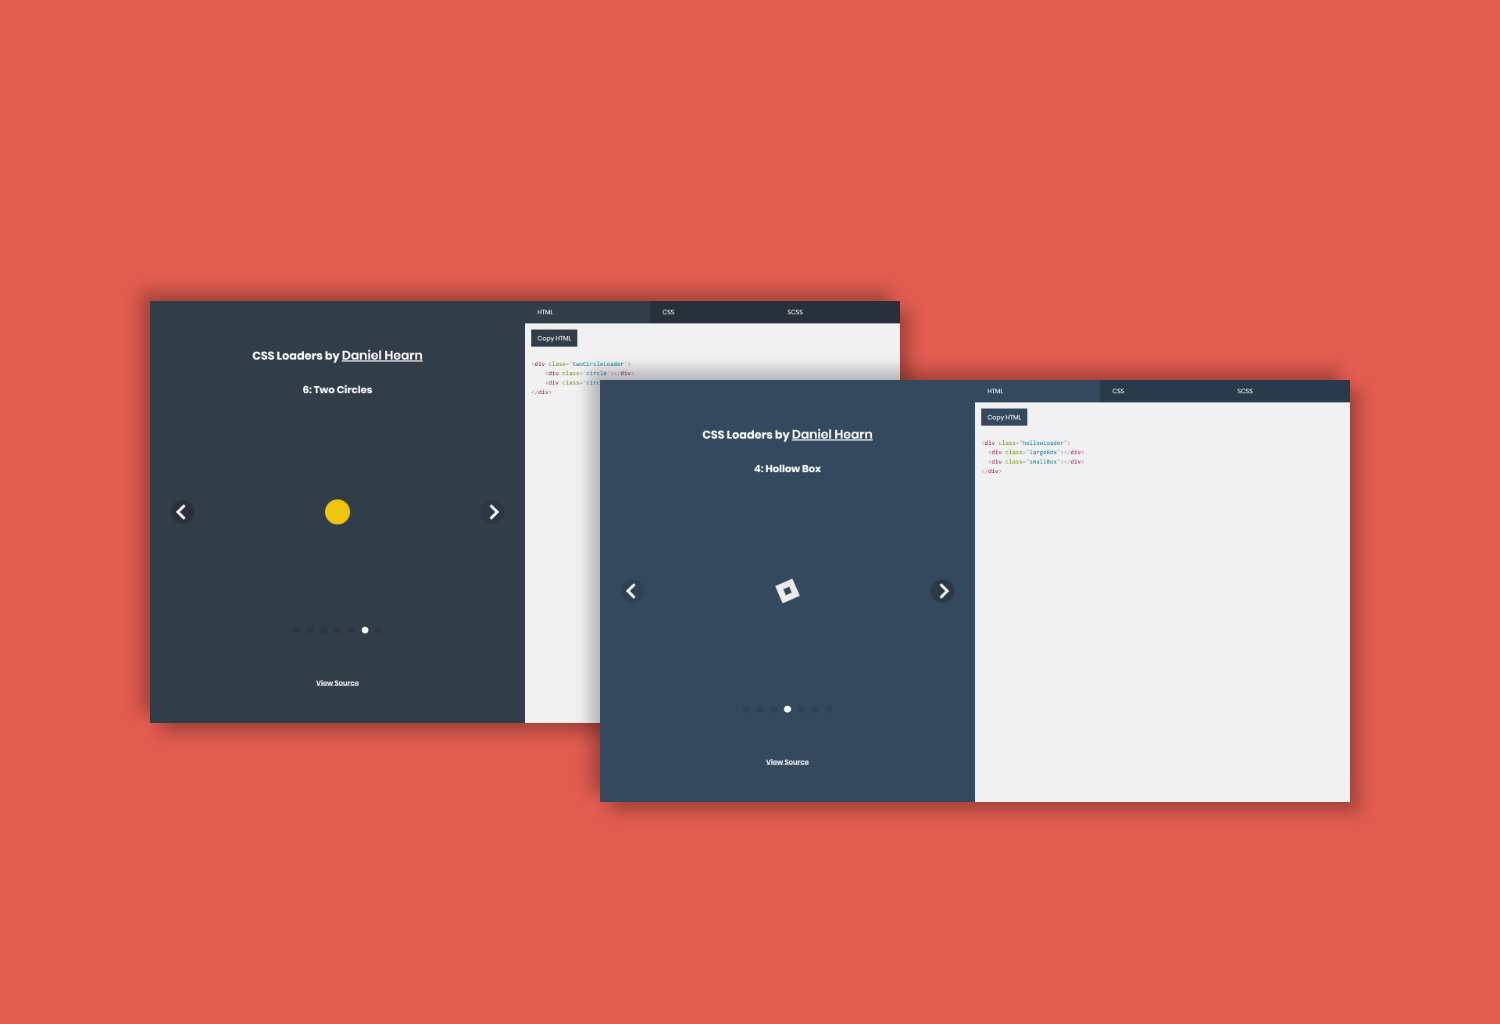 HTML
CSS
SCSS
Copy HTML
CSS Loaders by Daniel Hearn
6: Two Circles
<div class='twoCircleLoader'>
<div class='circle'></div>
<div class='circ
</div>
View Source
HTML
CSS
SCSS
Copy HTML
CSS Loaders by Daniel Hearn
4: Hollow Box
<div class="hollowLoader">
<div class="largeBox"></div>
<div class="smallBox"></div>
</div>
View Source